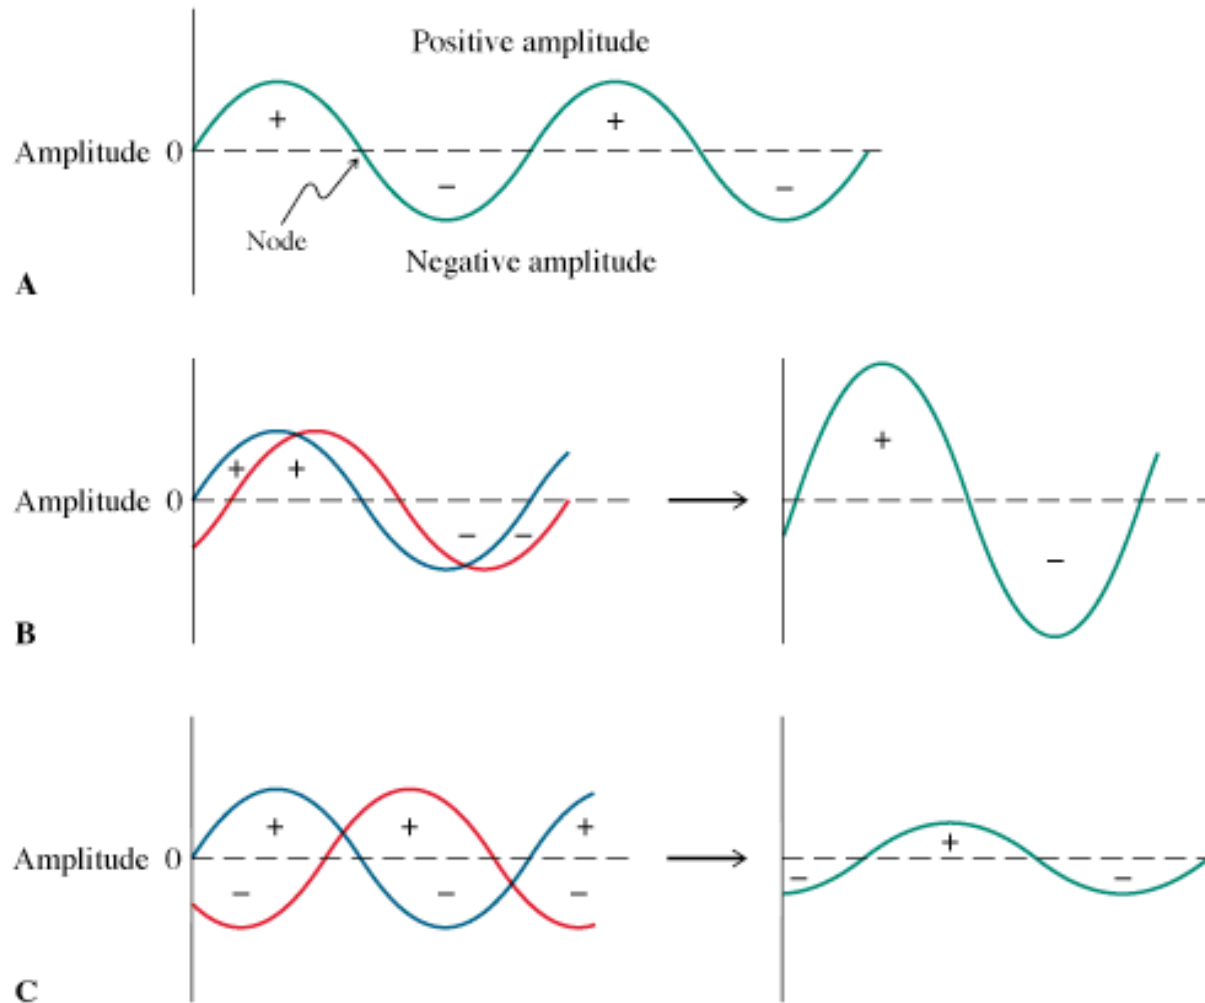 Positive amplitude
+ +
Amplitude 0
− −
Node
Negative amplitude
A
+ + +
Amplitude 0
− − −
B
+ + + +
Amplitude 0
− − − − −
C